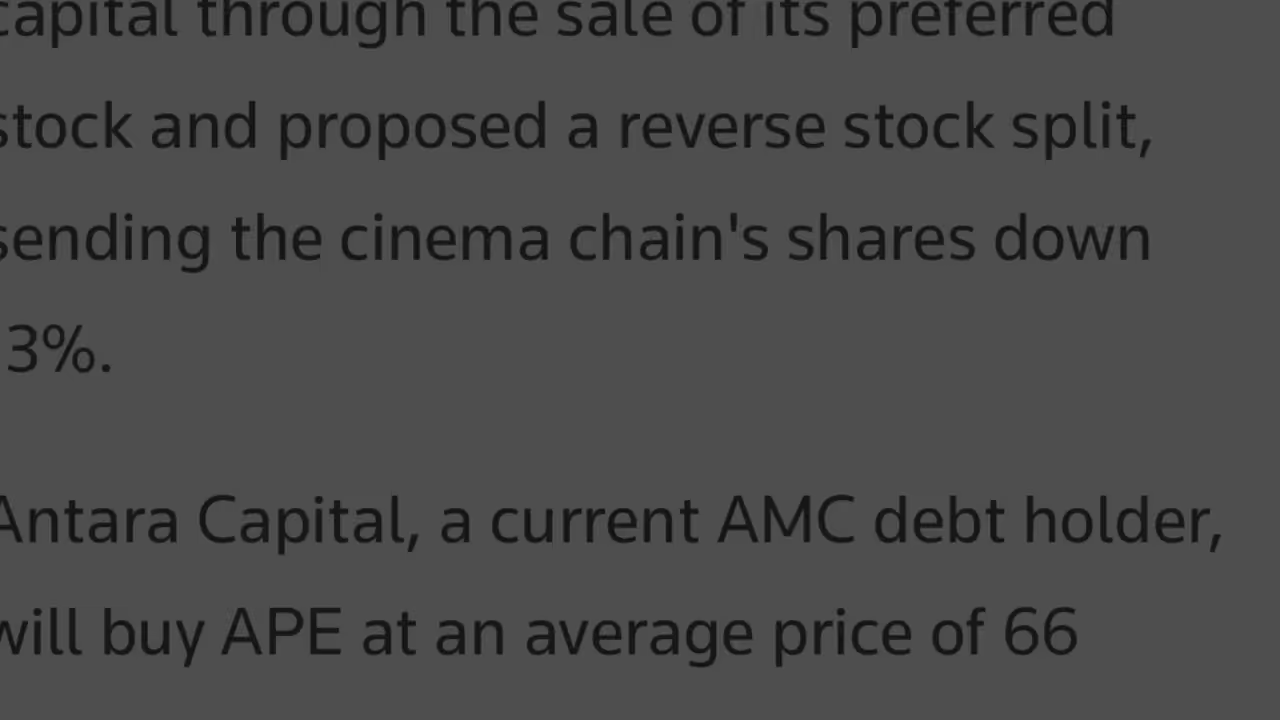 capital through the sale of its preferred
stock and proposed a reverse stock split,
sending the cinema chain's shares down
3%.
Antara Capital, a current AMC debt holder,
will buy APE at an average price of 66